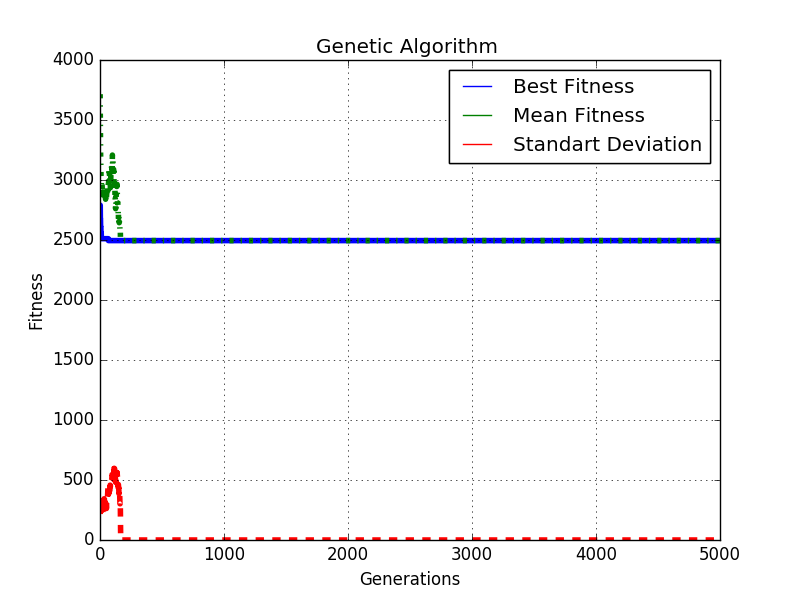 Genetic Algorithm
4000
3500
3000
2500
2000
1500
1000
500
0
Fitness
Best Fitness
Mean Fitness
Standart Deviation
0 1000 2000 3000 4000 5000
Generations